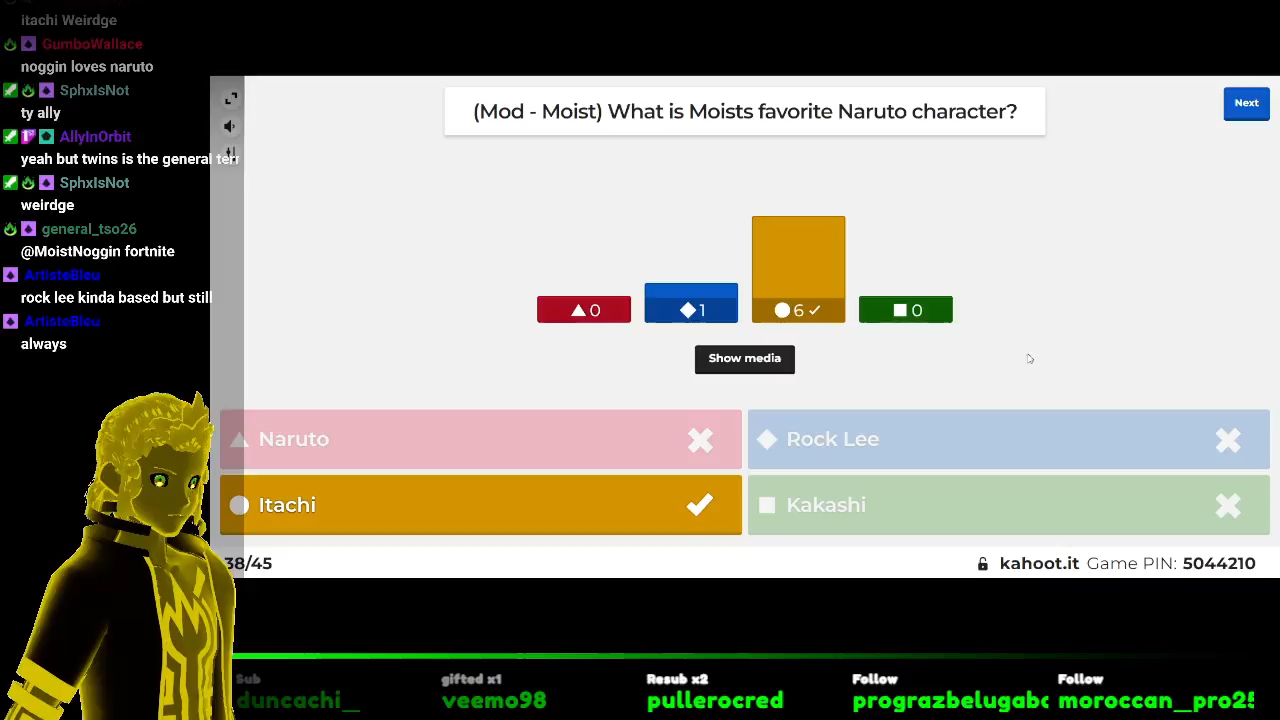 itachi Weirdge
GumboWallace
noggin loves naruto
SphxIsNot
ty ally
AllyInOrbit
yeah but twins is the general
SphxIsNot
weirdge
general_tso26
@MoistNoggin fortnite
ArtisteBleu
rock lee kinda based but still
ArtisteBleu
always
(Mod - Moist) What is Moists favorite Naruto character?
Next
0
1
6
0
Show media
Naruto
Rock Lee
Itachi
Kakashi
38/45
kahoot.it Game PIN: 5044210
Sub
duncachi__
gifted x1
veemo98
Resub x2
pullerocred
Follow
prograzbelugabc
Follow
moroccan_pro25